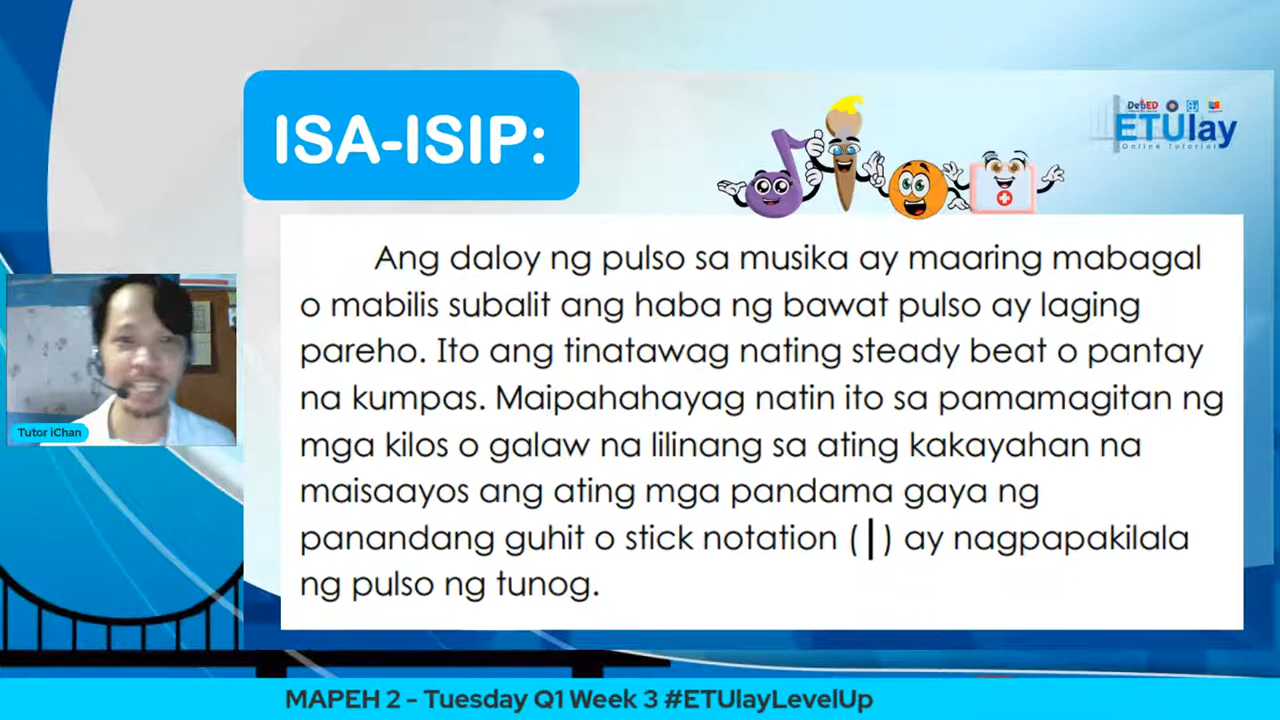 ISA-ISIP:
DepED
ETUlay
Online Tutorial
Ang daloy ng pulso sa musika ay maaring mabagal
o mabilis subalit ang haba ng bawat pulso ay laging
pareho. Ito ang tinatawag nating steady beat o pantay
na kumpas. Maipahahayag natin ito sa pamamagitan ng
mga kilos o galaw na lilinang sa ating kakayahan na
maisaayos ang ating mga pandama gaya ng
panandang guhit o stick notation (|) ay nagpapakilala
ng pulso ng tunog.
Tutor iChan
MAPEH 2 - Tuesday Q1 Week 3 #ETUlayLevelUp